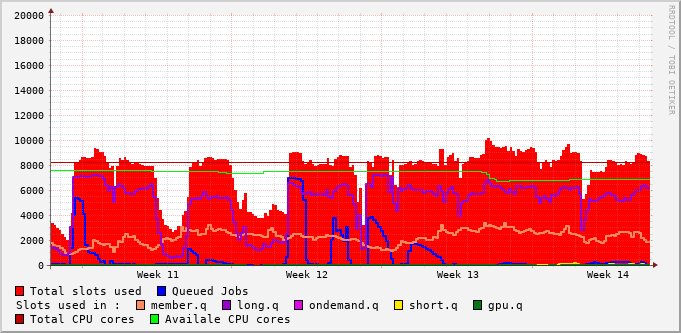 RRDTOOL / TOBI OETIKER
20000
18000
16000
14000
12000
10000
8000
6000
4000
2000
0
Week 11 Week 12 Week 13 Week 14
Total slots used Queued Jobs
Slots used in : member.q long.q ondemand.q short.q gpu.q
Total CPU cores Availale CPU cores